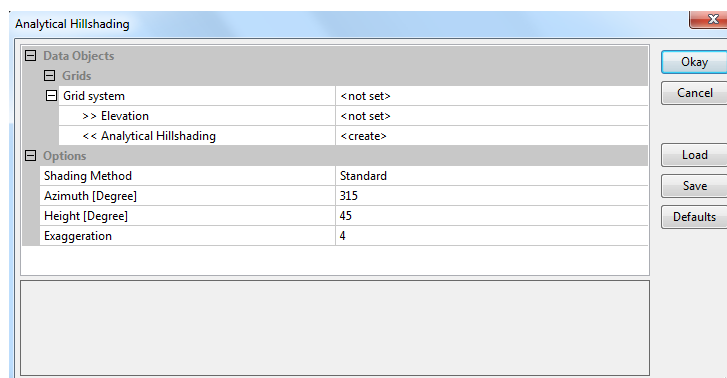 Analytical Hillshading
X
Data Objects
Grids
Grid system <not set>
>> Elevation <not set>
<< Analytical Hillshading <create>
Options
Shading Method Standard
Azimuth [Degree] 315
Height [Degree] 45
Exaggeration 4
Okay
Cancel
Load
Save
Defaults